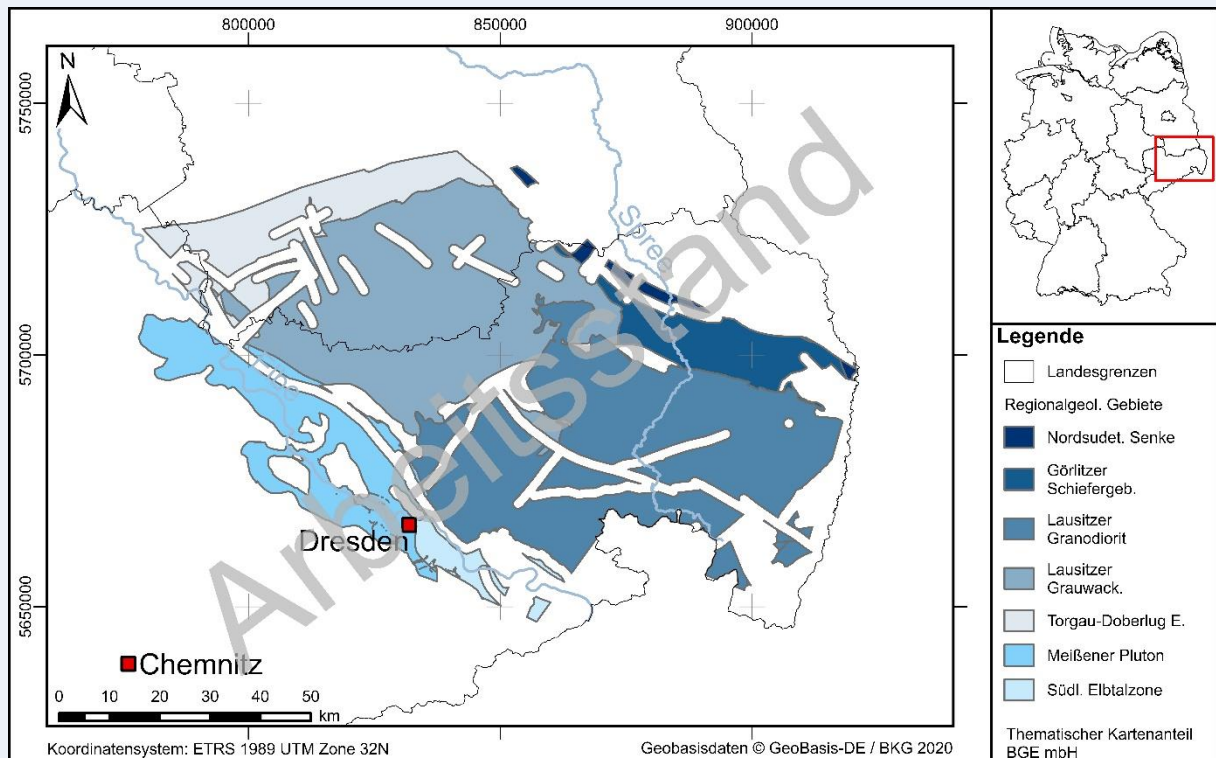 800000
850000
900000
N
5750000
5700000
5650000
Spree
Elbe
Dresden
Chemnitz
0 10 20 30 40 50
km
Arbeitsstand
Koordinatensystem: ETRS 1989 UTM Zone 32N
Geobasisdaten © GeoBasis-DE / BKG 2020
Legende
Landesgrenzen
Regionalgeol. Gebiete
Nordsudet. Senke
Görlitzer
Schiefergeb.
Lausitzer
Granodiorit
Lausitzer
Grauwack.
Torgau-Doberlug E.
Meißener Pluton
Südl. Elbtalzone
Thematischer Kartenanteil
BGE mbH